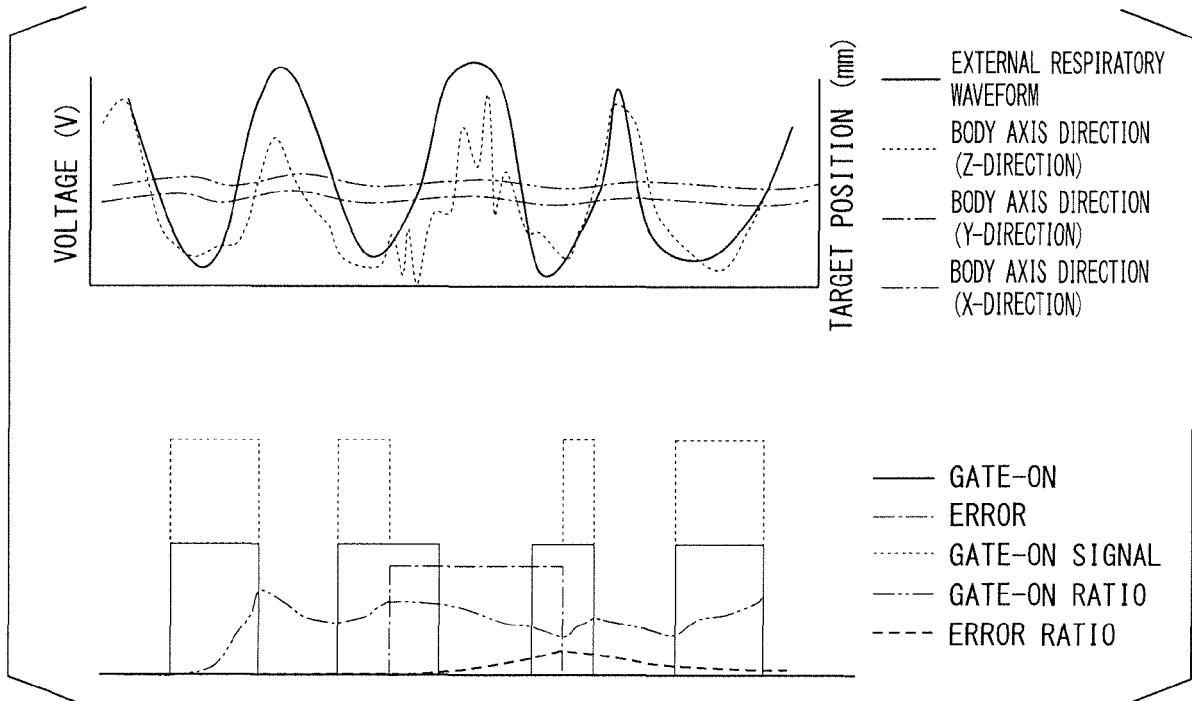 VOLTAGE (V)
TARGET POSITION (mm)
EXTERNAL RESPIRATORY
WAVEFORM
BODY AXIS DIRECTION
(Z-DIRECTION)
BODY AXIS DIRECTION
(Y-DIRECTION)
BODY AXIS DIRECTION
(X-DIRECTION)
GATE-ON
ERROR
GATE-ON SIGNAL
GATE-ON RATIO
ERROR RATIO